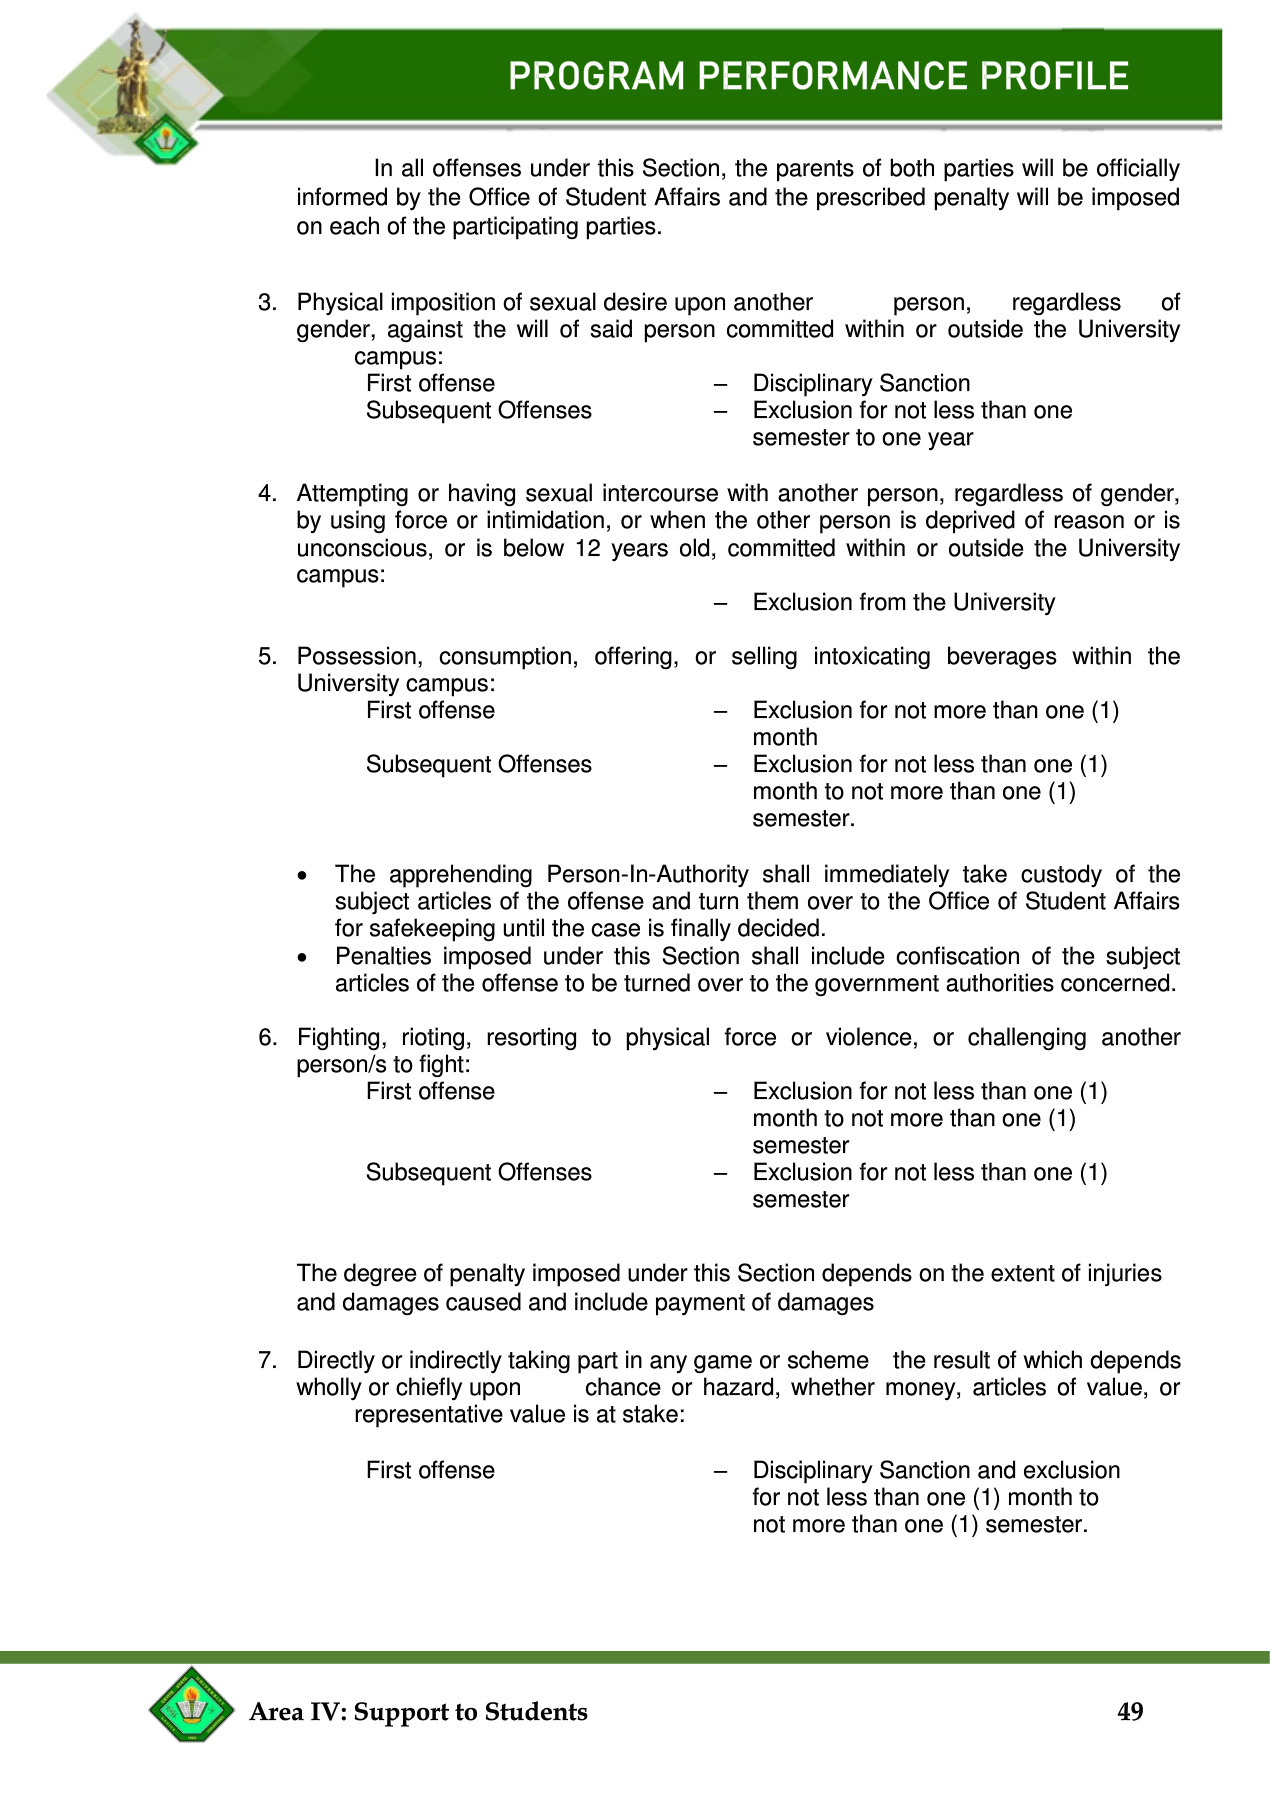 PROGRAM PERFORMANCE PROFILE
In all offenses under this Section, the parents of both parties will be officially
informed by the Office of Student Affairs and the prescribed penalty will be imposed
on each of the participating parties.
3. Physical imposition of sexual desire upon another person, regardless of
gender, against the will of said person committed within or outside the University
campus:
First offense – Disciplinary Sanction
Subsequent Offenses – Exclusion for not less than one
semester to one year
4. Attempting or having sexual intercourse with another person, regardless of gender,
by using force or intimidation, or when the other person is deprived of reason or is
unconscious, or is below 12 years old, committed within or outside the University
campus:
– Exclusion from the University
5. Possession, consumption, offering, or selling intoxicating beverages within the
University campus:
First offense – Exclusion for not more than one (1)
month
Subsequent Offenses – Exclusion for not less than one (1)
month to not more than one (1)
semester.
• The apprehending Person-In-Authority shall immediately take custody of the
subject articles of the offense and turn them over to the Office of Student Affairs
for safekeeping until the case is finally decided.
• Penalties imposed under this Section shall include confiscation of the subject
articles of the offense to be turned over to the government authorities concerned.
6. Fighting, rioting, resorting to physical force or violence, or challenging another
person/s to fight:
First offense – Exclusion for not less than one (1)
month to not more than one (1)
semester
Subsequent Offenses – Exclusion for not less than one (1)
semester
The degree of penalty imposed under this Section depends on the extent of injuries
and damages caused and include payment of damages
7. Directly or indirectly taking part in any game or scheme the result of which depends
wholly or chiefly upon chance or hazard, whether money, articles of value, or
representative value is at stake:
First offense – Disciplinary Sanction and exclusion
for not less than one (1) month to
not more than one (1) semester.
Area IV: Support to Students 49